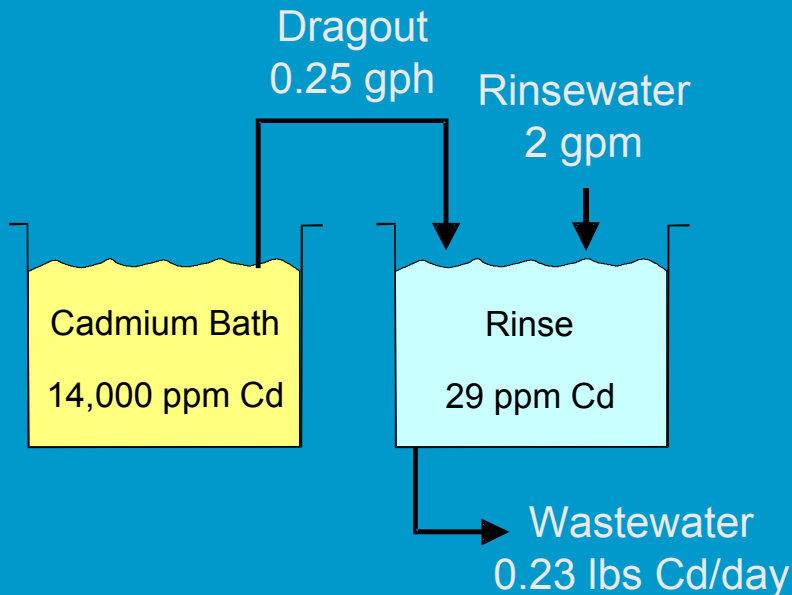 Dragout
0.25 gph
Rinsewater
2 gpm
Cadmium Bath
14,000 ppm Cd
Rinse
29 ppm Cd
Wastewater
0.23 lbs Cd/day